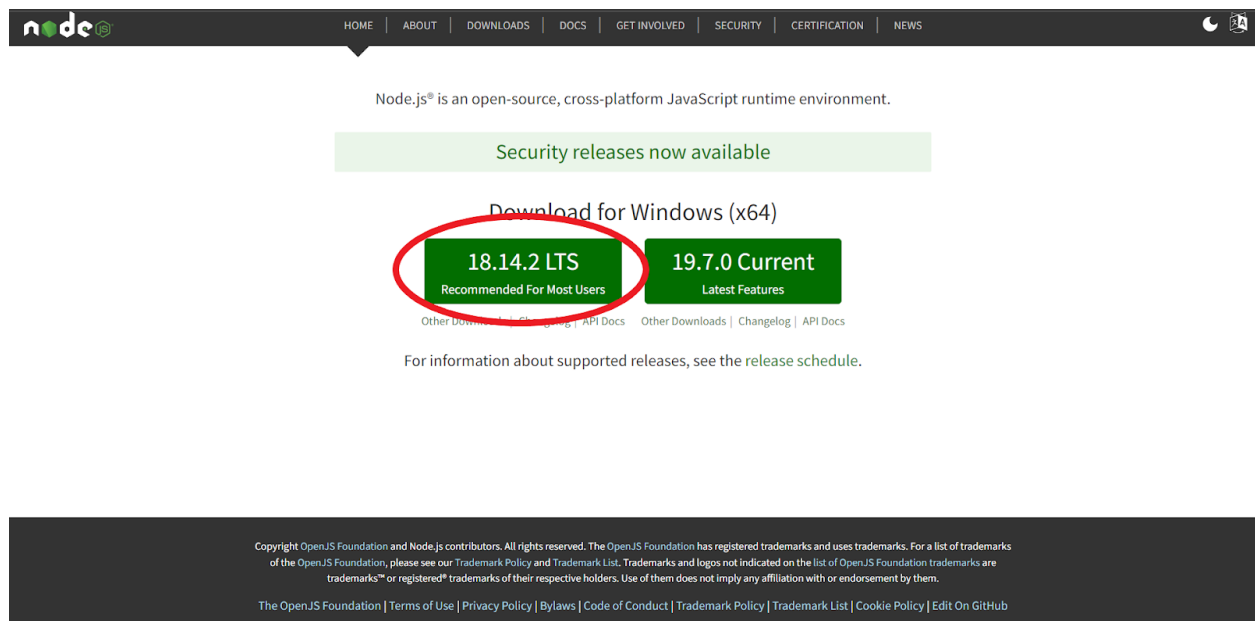 node JS
HOME | ABOUT | DOWNLOADS | DOCS | GET INVOLVED | SECURITY | CERTIFICATION | NEWS
Node.js® is an open-source, cross-platform JavaScript runtime environment.
Security releases now available
Download for Windows (x64)
18.14.2 LTS
Recommended For Most Users
19.7.0 Current
Latest Features
Other Downloads | Changelog | API Docs
Other Downloads | Changelog | API Docs
For information about supported releases, see the release schedule.
Copyright OpenJS Foundation and Node.js contributors. All rights reserved. The OpenJS Foundation has registered trademarks and uses trademarks. For a list of trademarks
of the OpenJS Foundation, please see our Trademark Policy and Trademark List. Trademarks and logos not indicated on the list of OpenJS Foundation trademarks are
trademarks™ or registered® trademarks of their respective holders. Use of them does not imply any affiliation with or endorsement by them.
The OpenJS Foundation | Terms of Use | Privacy Policy | Bylaws | Code of Conduct | Trademark Policy | Trademark List | Cookie Policy | Edit On GitHub